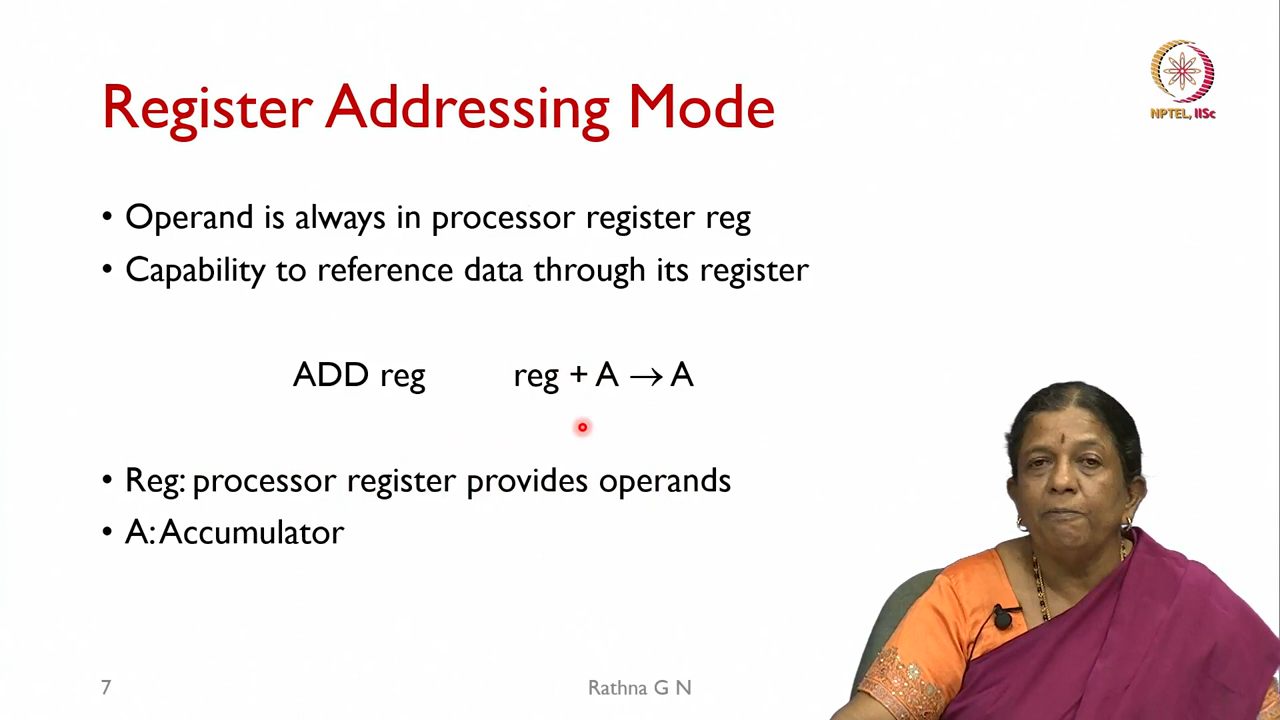 Register Addressing Mode
NPTEL, IISc
• Operand is always in processor register reg
• Capability to reference data through its register
ADD reg reg + A → A
• Reg: processor register provides operands
• A: Accumulator
7 Rathna G N